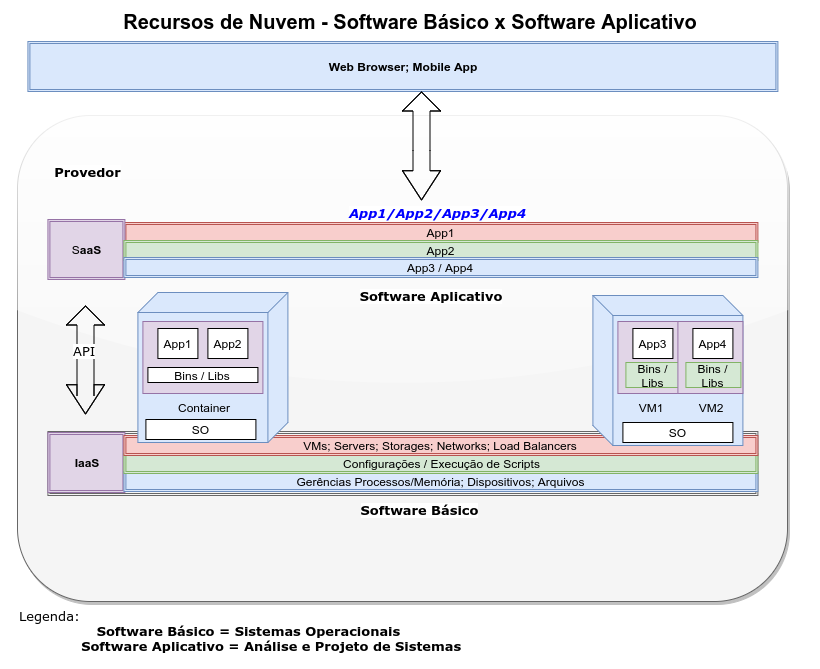 Recursos de Nuvem - Software Básico x Software Aplicativo
Web Browser; Mobile App
Provedor
App1/App2/App3/App4
SaaS
App1
App2
App3 / App4
Software Aplicativo
App1
App2
Bins / Libs
Container
SO
App3
App4
Bins /
Libs
Bins /
Libs
VM1
VM2
SO
API
IaaS
VMs; Servers; Storages; Networks; Load Balancers
Configurações / Execução de Scripts
Gerências Processos/Memória; Dispositivos; Arquivos
Software Básico
Legenda:
Software Básico = Sistemas Operacionais
Software Aplicativo = Análise e Projeto de Sistemas